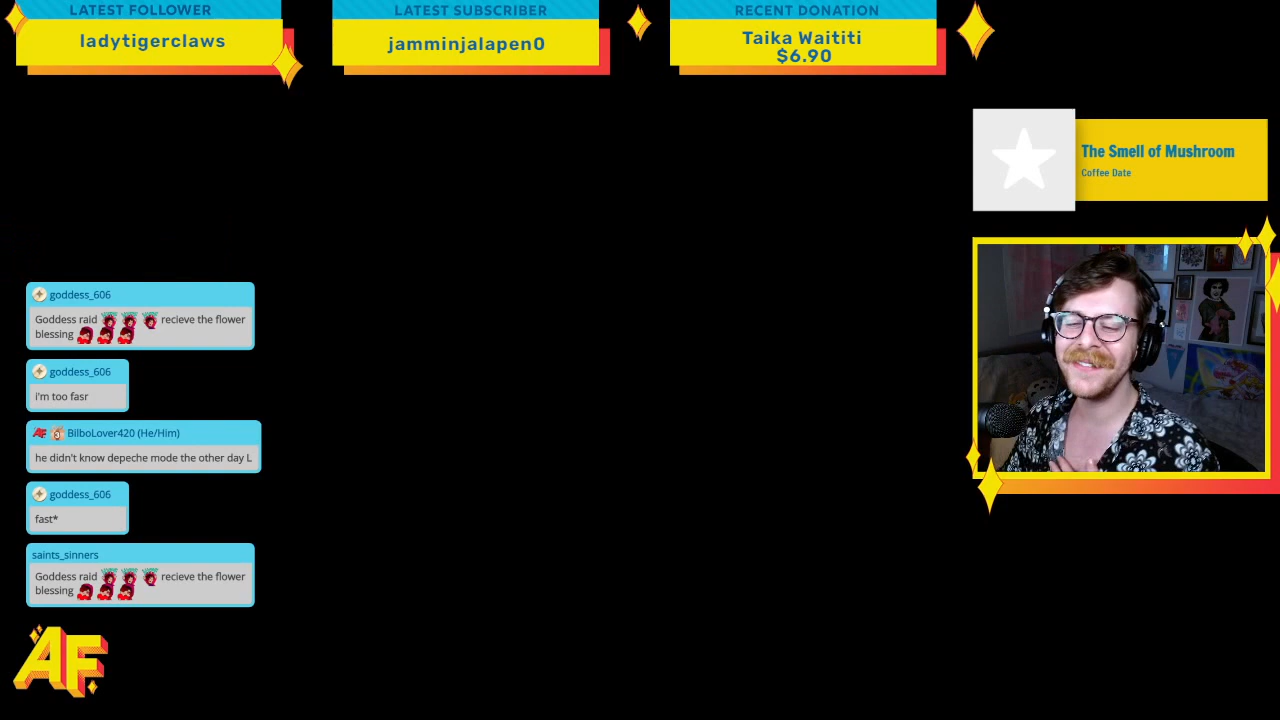 LATEST FOLLOWER
ladytigerclaws
LATEST SUBSCRIBER
jamminjalapen0
RECENT DONATION
Taika Waititi
$6.90
The Smell of Mushroom
Coffee Date
goddess_606
Goddess raid recieve the flower
blessing
goddess_606
i'm too fasr
BilboLover420 (He/Him)
he didn't know depeche mode the other day L
goddess_606
fast*
saints_sinners
Goddess raid recieve the flower
blessing
AF